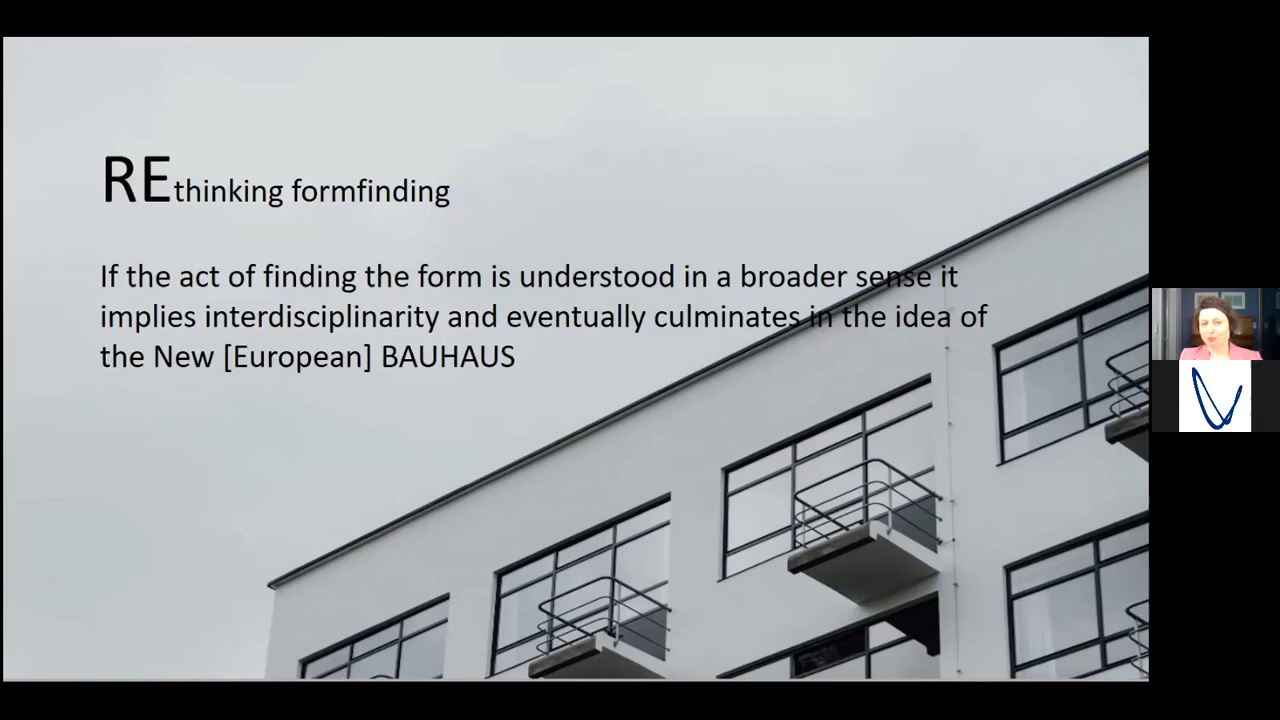 REthinking formfinding
If the act of finding the form is understood in a broader sense it
implies interdisciplinarity and eventually culminates in the idea of
the New [European] BAUHAUS